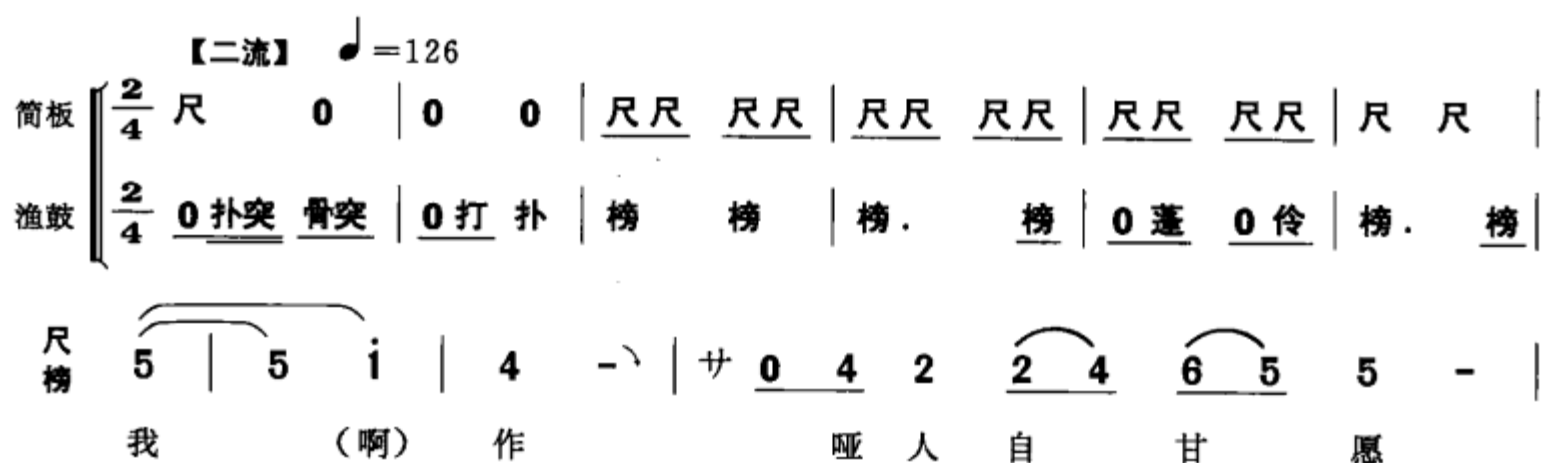 【二流】 ♩=126
简板 2/4 尺 0 | 0 0 | 尺尺 尺尺 | 尺尺 尺尺 | 尺尺 尺尺 | 尺 尺 |
渔鼓 2/4 0扑突 骨突 | 0打 扑 | 榜 榜 | 榜. 榜 | 0蓬 0伶 | 榜. 榜 |
尺榜 5 | 5 i̇ | 4 - | サ 0 4 2 2 4 6 5 5 - |
我 (啊) 作 哑 人 自 甘 愿